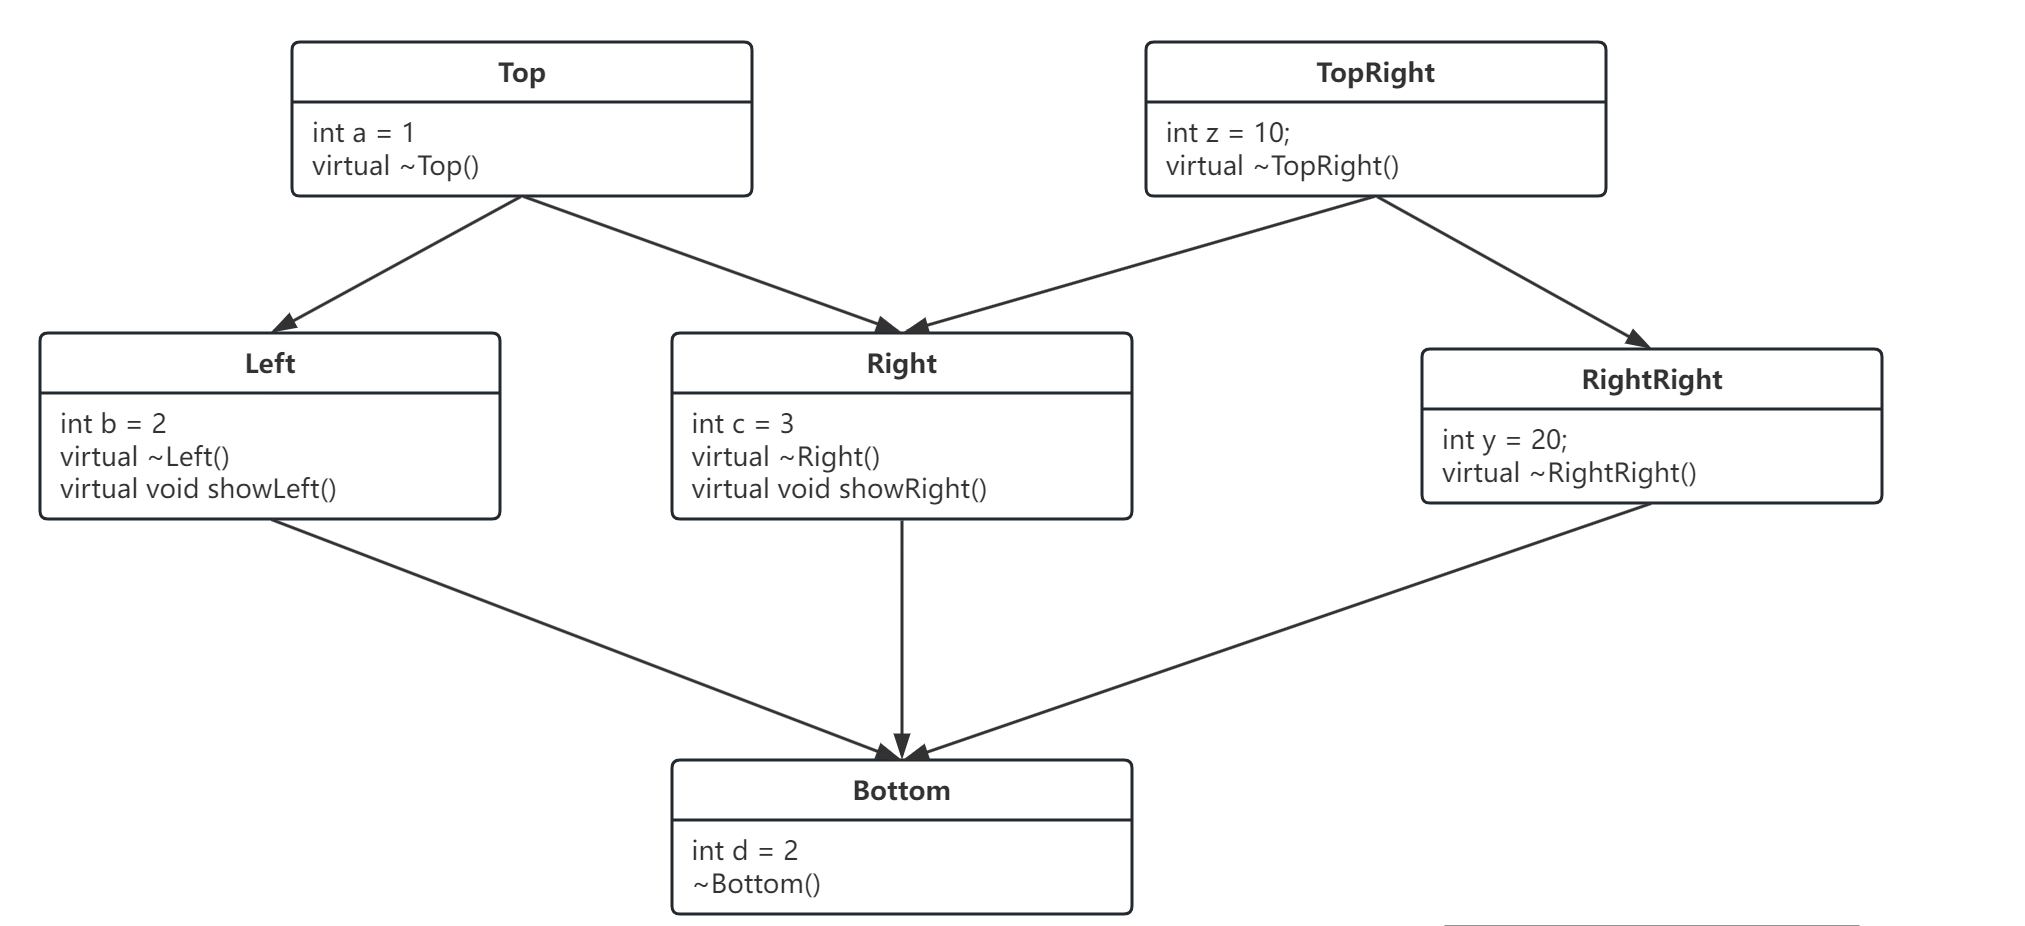 Top
int a = 1
virtual ~Top()
TopRight
int z = 10;
virtual ~TopRight()
Left
int b = 2
virtual ~Left()
virtual void showLeft()
Right
int c = 3
virtual ~Right()
virtual void showRight()
RightRight
int y = 20;
virtual ~RightRight()
Bottom
int d = 2
~Bottom()